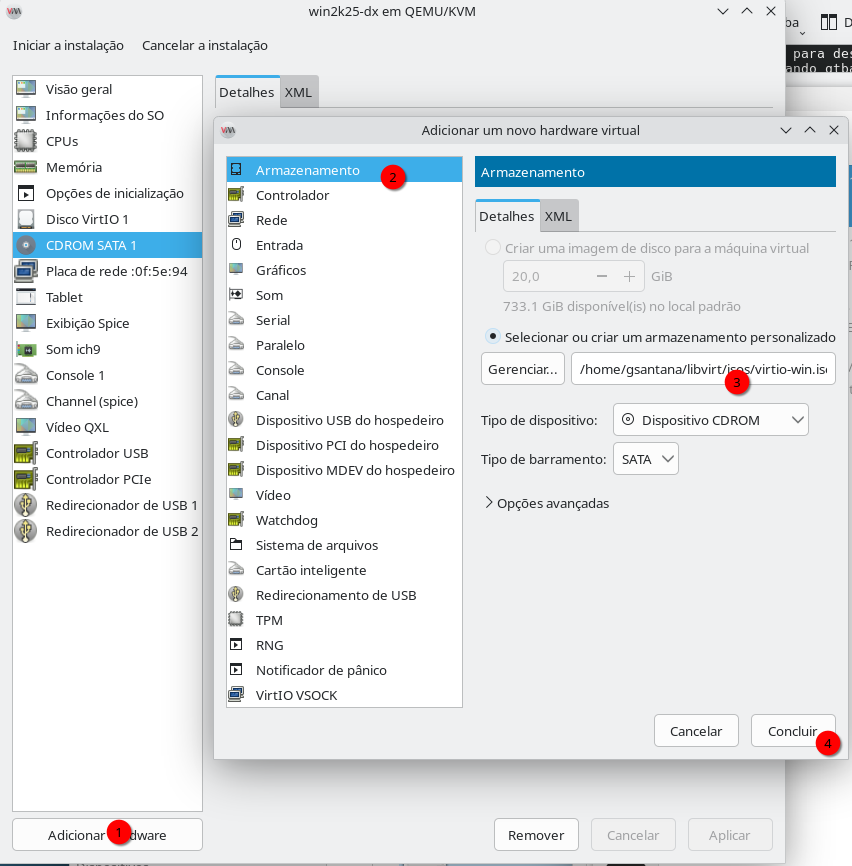 win2k25-dx em QEMU/KVM
Iniciar a instalação Cancelar a instalação
Visão geral
Informações do SO
CPUs
Memória
Opções de inicialização
Disco VirtIO 1
CDROM SATA 1
Placa de rede :0f:5e:94
Tablet
Exibição Spice
Som ich9
Console 1
Channel (spice)
Vídeo QXL
Controlador USB
Controlador PCIe
Redirecionador de USB 1
Redirecionador de USB 2
Adicionar
1
dware
Detalhes XML
Remover Cancelar Aplicar
Adicionar um novo hardware virtual
Armazenamento
2
Controlador
Rede
Entrada
Gráficos
Som
Serial
Paralelo
Console
Canal
Dispositivo USB do hospedeiro
Dispositivo PCI do hospedeiro
Dispositivo MDEV do hospedeiro
Vídeo
Watchdog
Sistema de arquivos
Cartão inteligente
Redirecionamento de USB
TPM
RNG
Notificador de pânico
VirtIO VSOCK
Armazenamento
Detalhes XML
Criar uma imagem de disco para a máquina virtual
20,0 − + GiB
733.1 GiB disponível(is) no local padrão
Selecionar ou criar um armazenamento personalizado
Gerenciar... /home/gsantana/libvirt/isos/virtio-win.iso
3
Tipo de dispositivo: Dispositivo CDROM
Tipo de barramento: SATA
Opções avançadas
Cancelar Concluir
4
para des